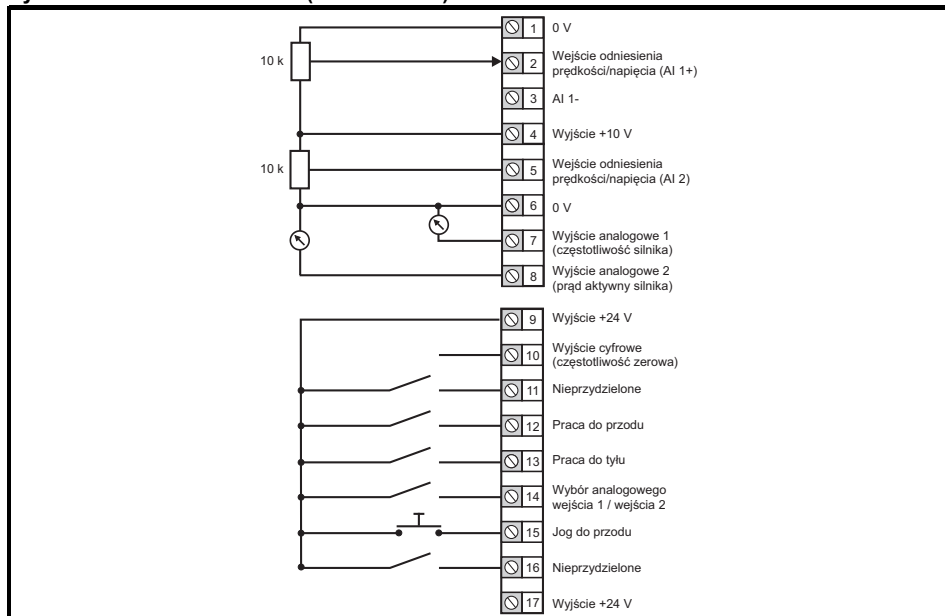 1 0 V
10 k
2 Wejście odniesienia
prędkości/napięcia (AI 1+)
3 AI 1-
4 Wyjście +10 V
10 k
5 Wejście odniesienia
prędkości/napięcia (AI 2)
6 0 V
7 Wyjście analogowe 1
(częstotliwość silnika)
8 Wyjście analogowe 2
(prąd aktywny silnika)
9 Wyjście +24 V
10 Wyjście cyfrowe
(częstotliwość zerowa)
11 Nieprzydzielone
12 Praca do przodu
13 Praca do tyłu
14 Wybór analogowego
wejścia 1 / wejścia 2
15 Jog do przodu
16 Nieprzydzielone
17 Wyjście +24 V